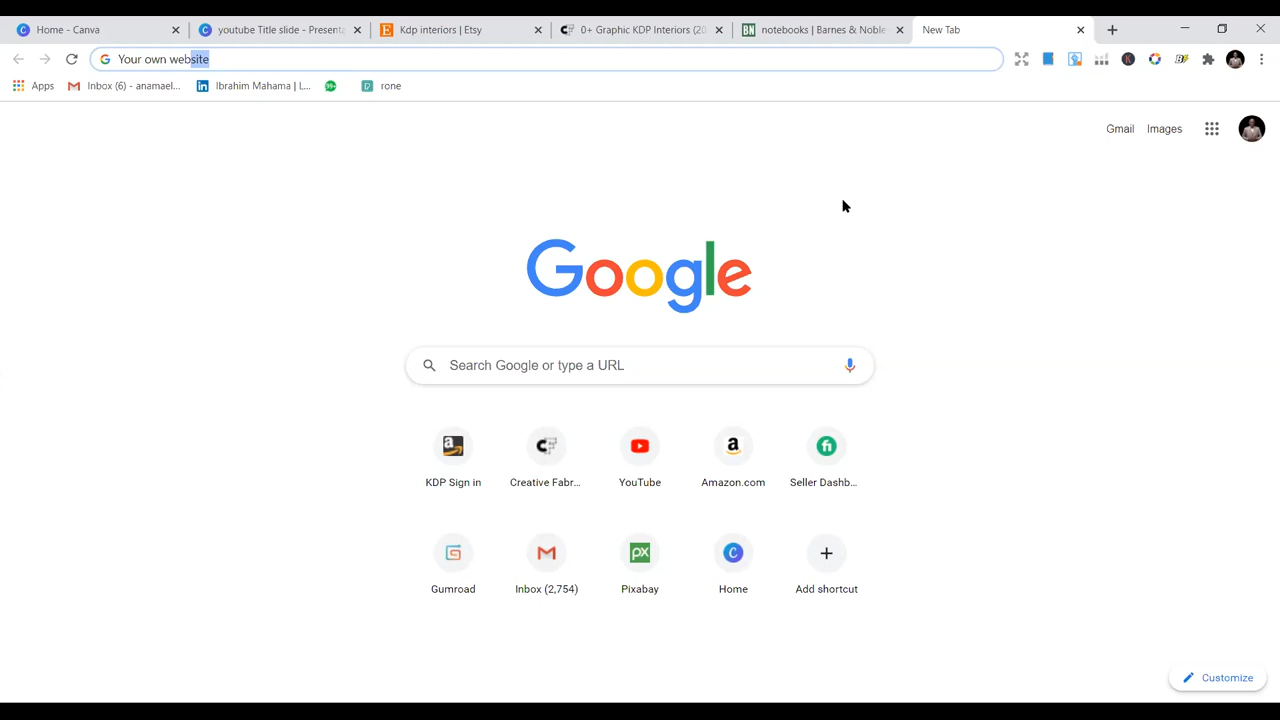 Home - Canva
youtube Title slide - Presenta
Kdp interiors | Etsy
0+ Graphic KDP Interiors (20
BN notebooks | Barnes & Noble
New Tab
Your own website
Apps
Inbox (6) - anamael...
Ibrahim Mahama | L...
99+
rone
Gmail
Images
Google
Search Google or type a URL
KDP Sign in
Creative Fabr...
YouTube
Amazon.com
Seller Dashb...
Gumroad
Inbox (2,754)
Pixabay
Home
Add shortcut
Customize